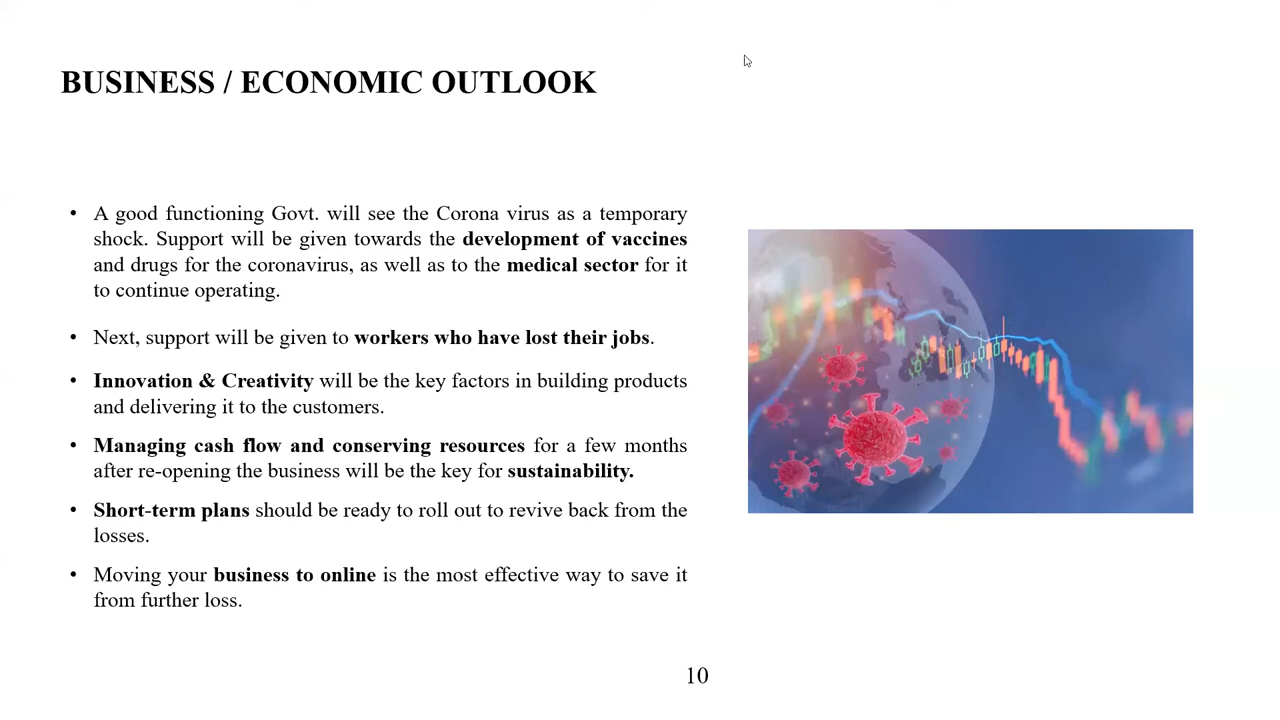 BUSINESS / ECONOMIC OUTLOOK
• A good functioning Govt. will see the Corona virus as a temporary
shock. Support will be given towards the development of vaccines
and drugs for the coronavirus, as well as to the medical sector for it
to continue operating.
• Next, support will be given to workers who have lost their jobs.
• Innovation & Creativity will be the key factors in building products
and delivering it to the customers.
• Managing cash flow and conserving resources for a few months
after re-opening the business will be the key for sustainability.
• Short-term plans should be ready to roll out to revive back from the
losses.
• Moving your business to online is the most effective way to save it
from further loss.
10